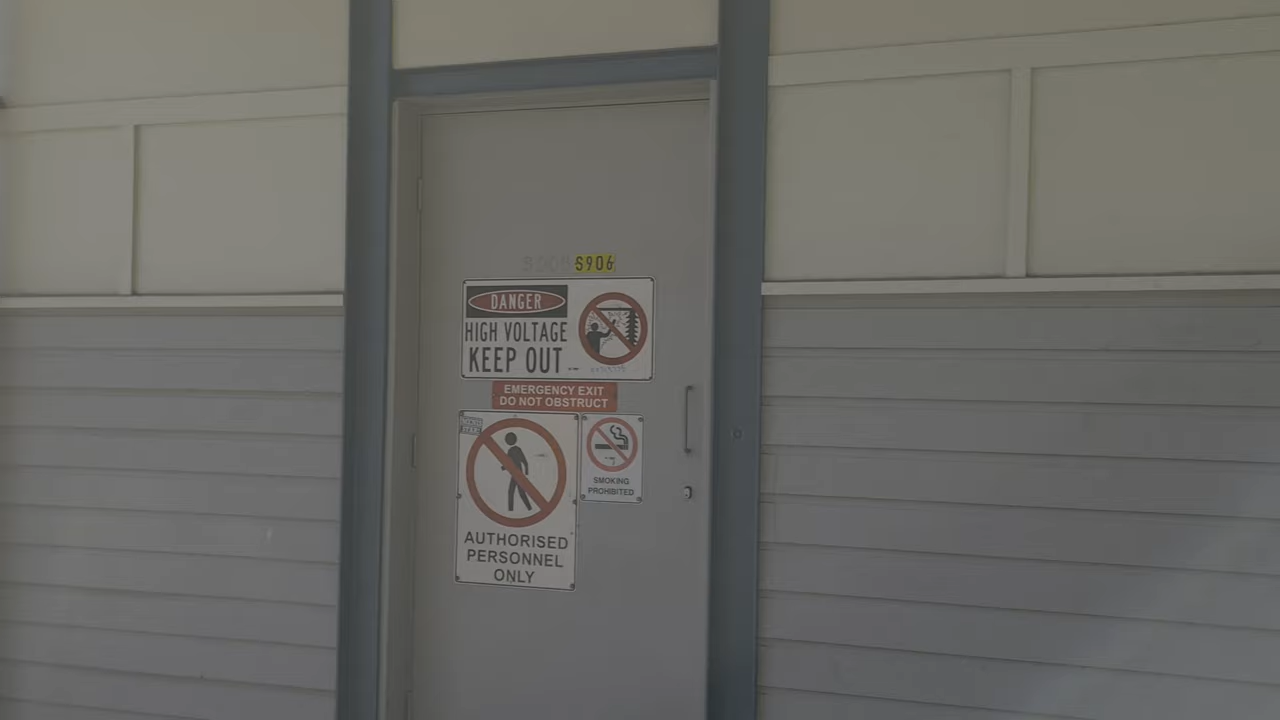 S906
DANGER
HIGH VOLTAGE
KEEP OUT
EMERGENCY EXIT
DO NOT OBSTRUCT
SMOKING
PROHIBITED
AUTHORISED
PERSONNEL
ONLY